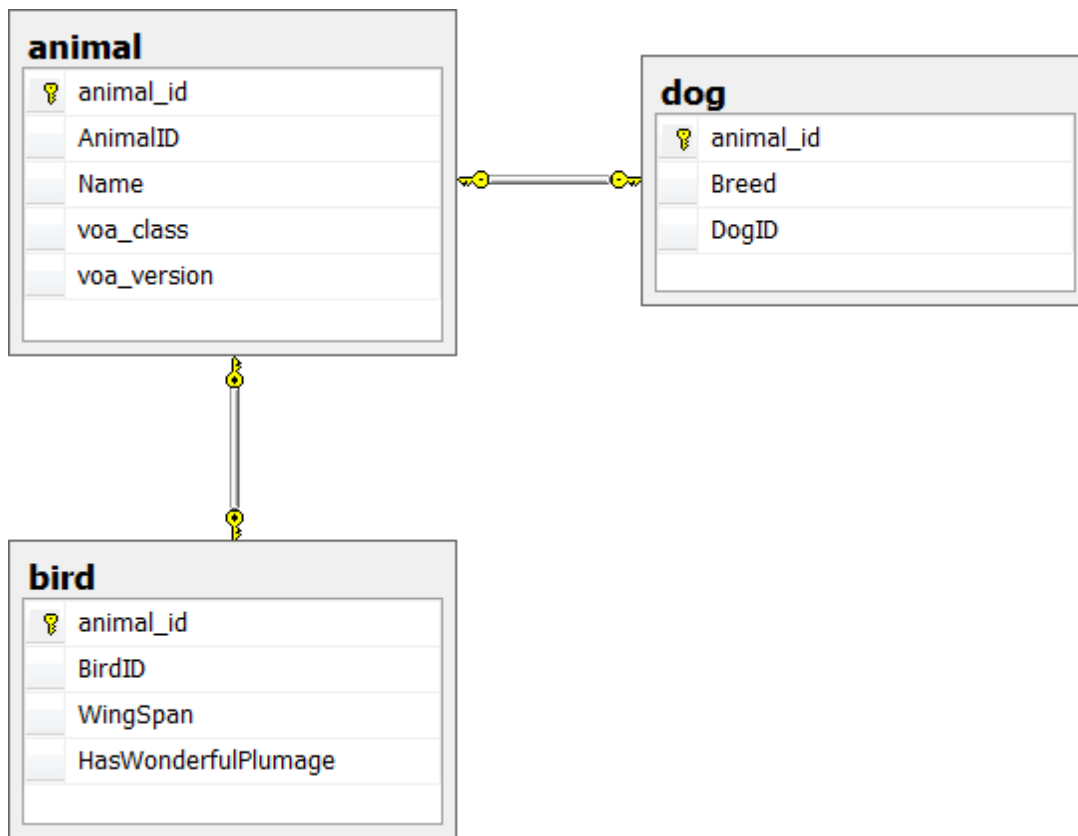 animal
animal_id
AnimalID
Name
voa_class
voa_version
dog
animal_id
Breed
DogID
bird
animal_id
BirdID
WingSpan
HasWonderfulPlumage